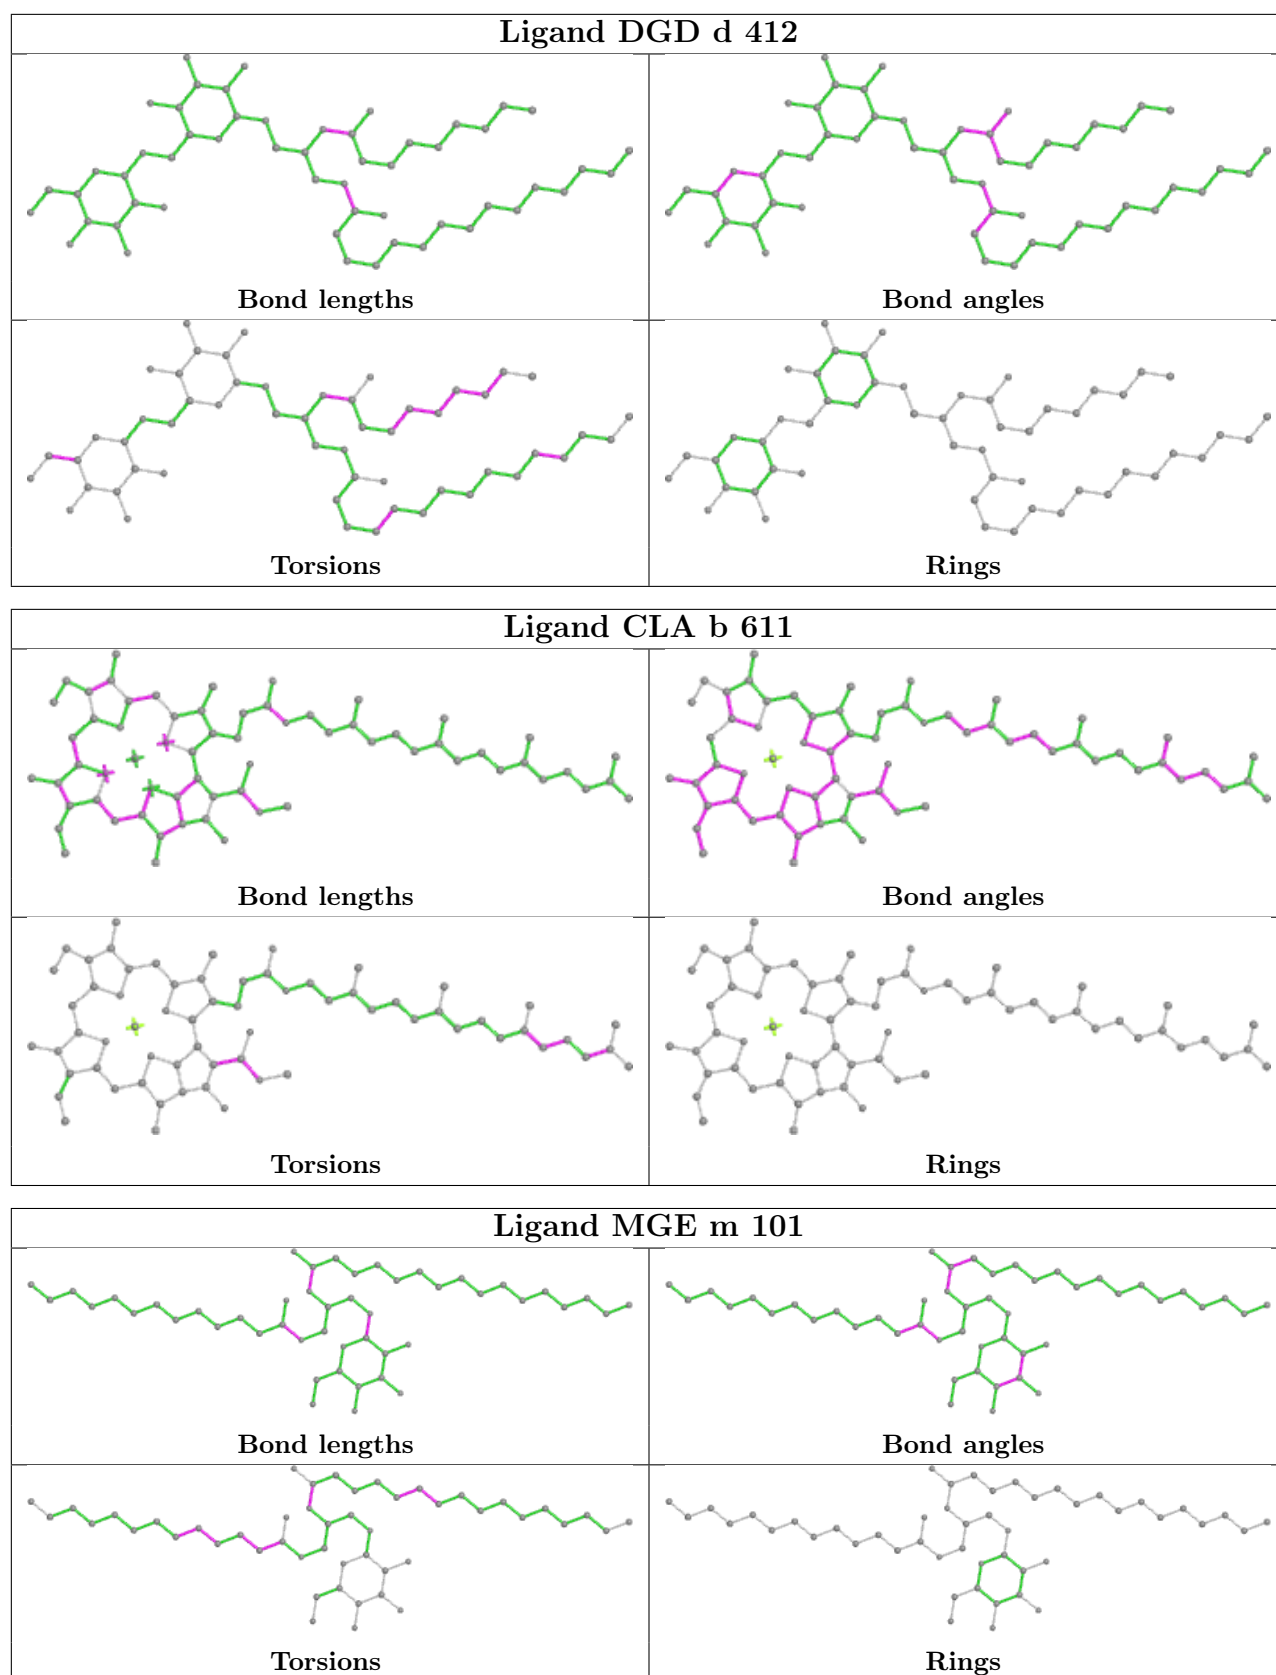 Ligand DGD d 412
Bond lengths
Bond angles
Torsions
Rings
Ligand CLA b 611
Bond lengths
Bond angles
Torsions
Rings
Ligand MGE m 101
Bond lengths
Bond angles
Torsions
Rings